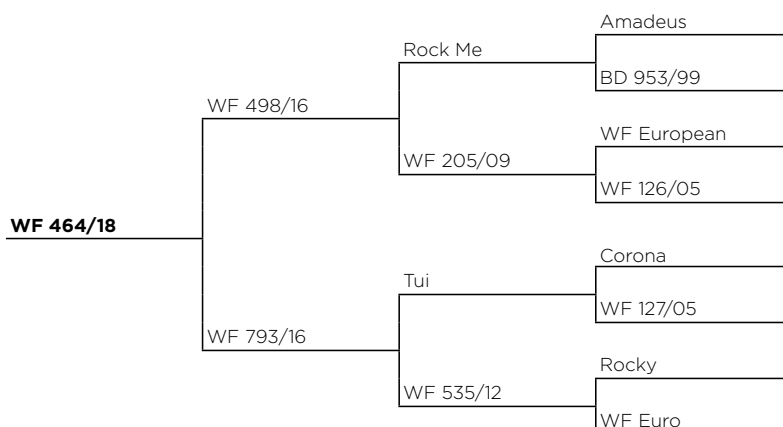 Amadeus
Rock Me
BD 953/99
WF 498/16
WF European
WF 205/09
WF 126/05
WF 464/18
Corona
Tui
WF 127/05
WF 793/16
Rocky
WF 535/12
WF Euro